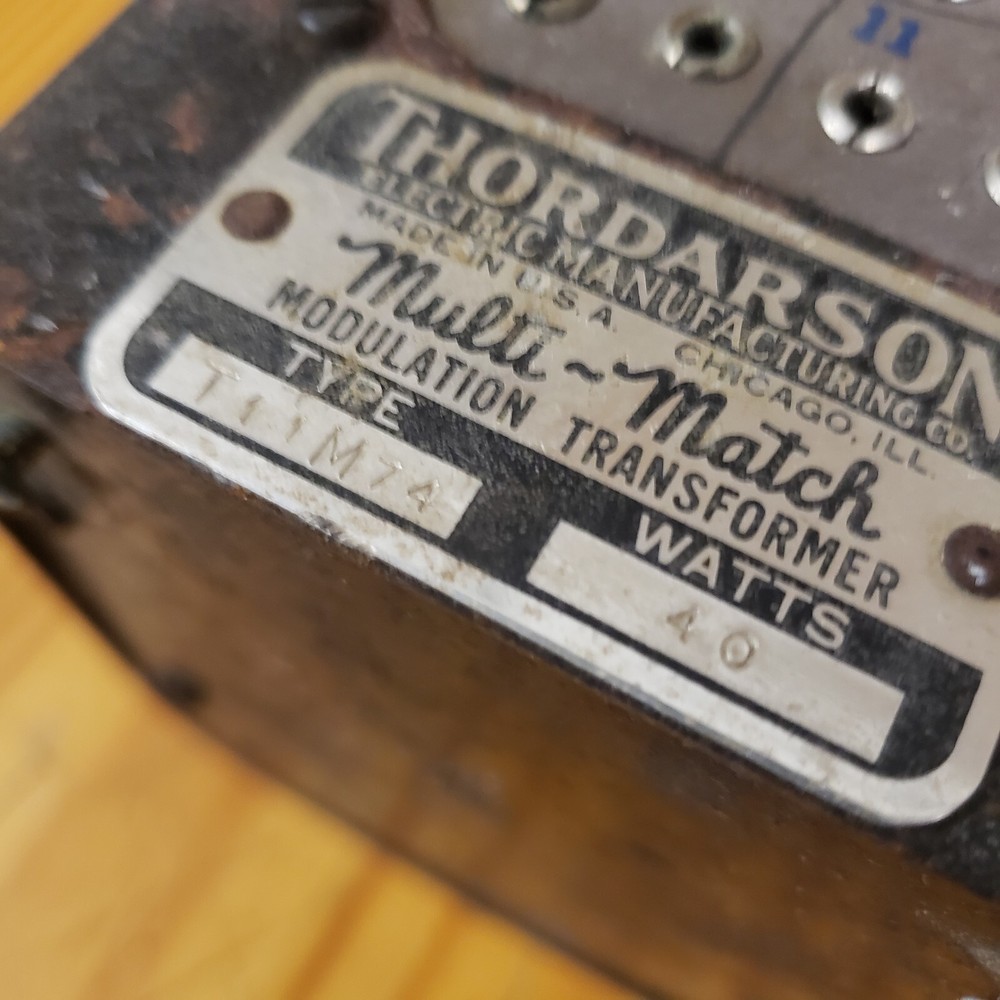 11
THORDARSON
ELECTRIC MANUFACTURING CO.
MADE IN U.S.A. CHICAGO, ILL.
Multi~Match
MODULATION TRANSFORMER
TYPE WATTS
T11M74 40